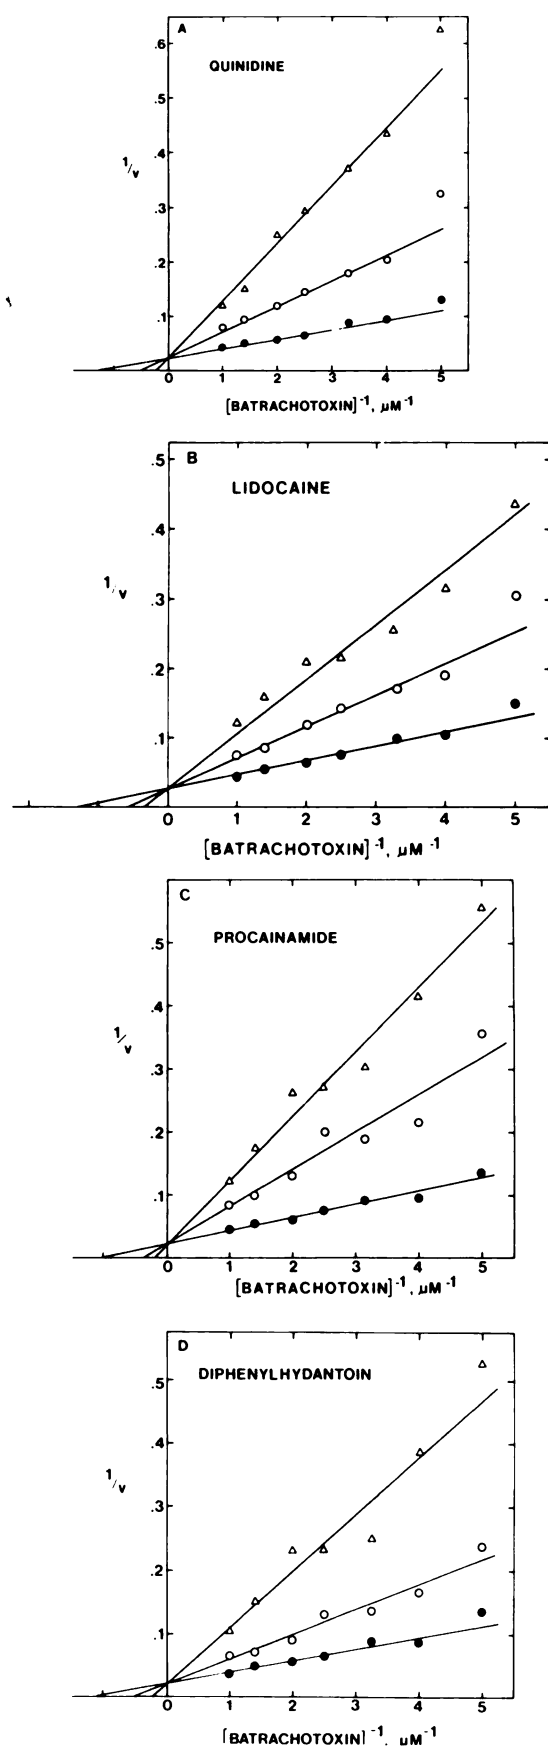 A
QUINIDINE
.6
.5
.4
1/v
.3
.2
.1
0 1 2 3 4 5
[BATRACHOTOXIN]-1, µM-1
B
LIDOCAINE
.5
.4
1/v
.3
.2
.1
0 1 2 3 4 5
[BATRACHOTOXIN]-1, µM-1
C
PROCAINAMIDE
.5
.4
1/v
.3
.2
.1
0 1 2 3 4 5
[BATRACHOTOXIN]-1, µM-1
D
DIPHENYLHYDANTOIN
.5
.4
1/v
.3
.2
.1
0 1 2 3 4 5
[BATRACHOTOXIN]-1, µM-1